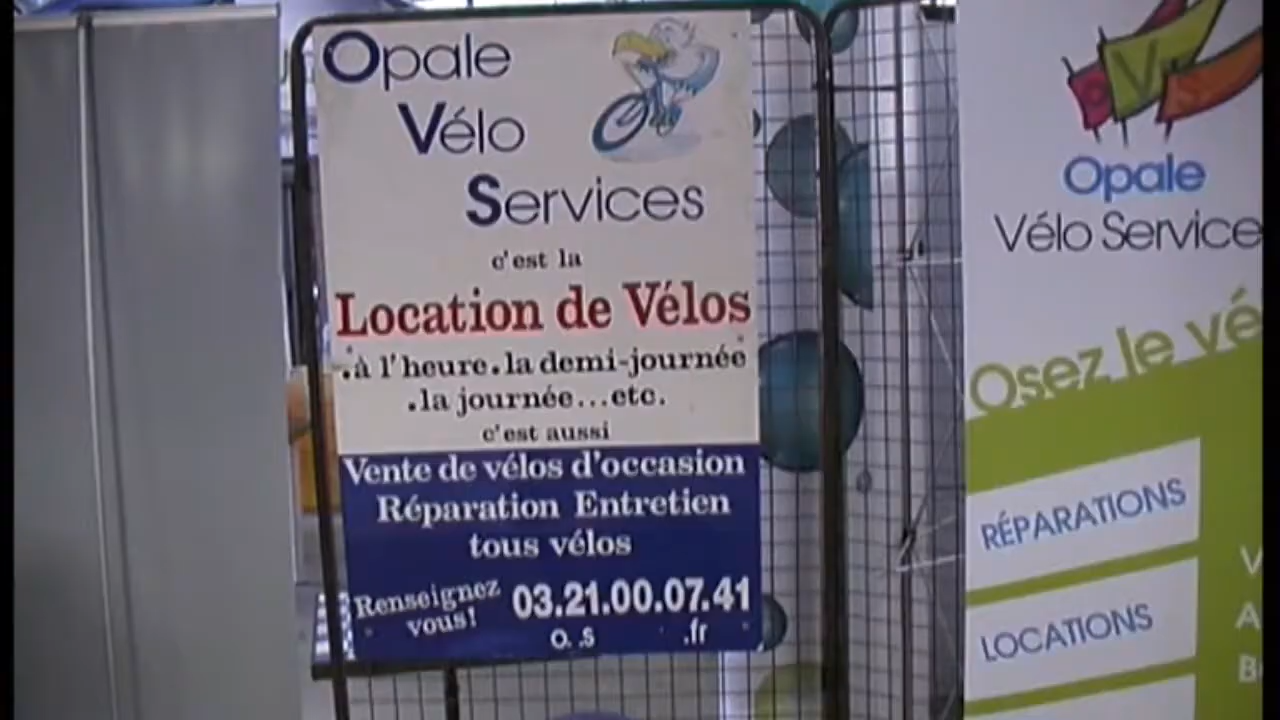 Opale
Vélo
Services
c'est la
Location de Vélos
.à l'heure.la demi-journée
.la journée...etc.
c'est aussi
Vente de vélos d'occasion
Réparation Entretien
tous vélos
Renseignez
vous!
03.21.00.07.41
O. .S .fr
OVS
Opale
Vélo Service
Osez le vé
RÉPARATIONS
LOCATIONS
V
A
B